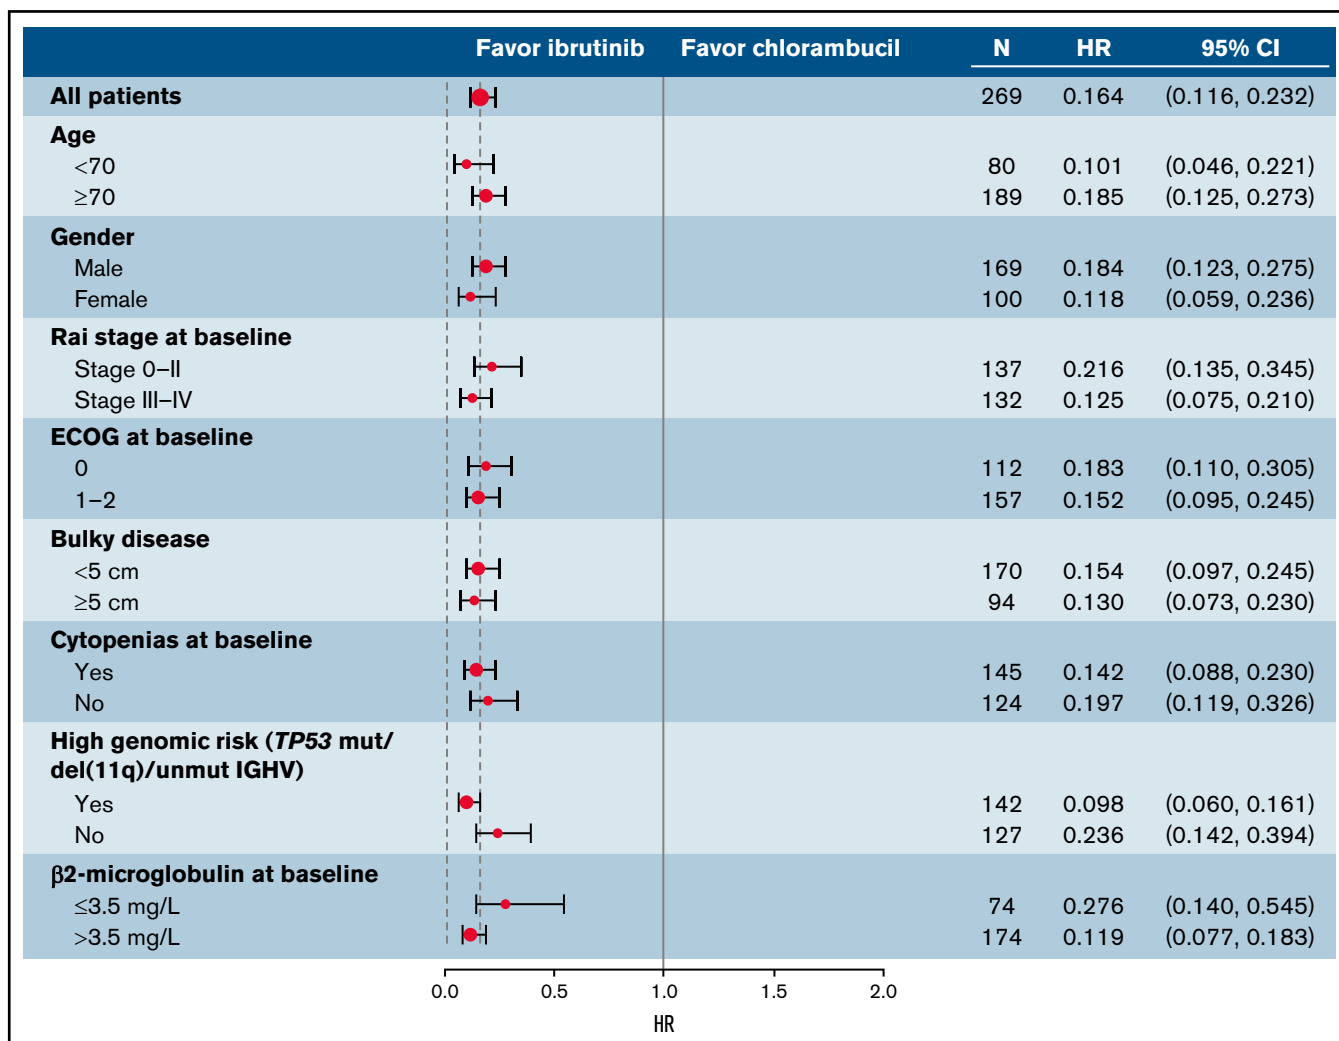 Favor ibrutinib Favor chlorambucil N HR 95% CI
All patients 269 0.164 (0.116, 0.232)
Age
<70 80 0.101 (0.046, 0.221)
≥70 189 0.185 (0.125, 0.273)
Gender
Male 169 0.184 (0.123, 0.275)
Female 100 0.118 (0.059, 0.236)
Rai stage at baseline
Stage 0–II 137 0.216 (0.135, 0.345)
Stage III–IV 132 0.125 (0.075, 0.210)
ECOG at baseline
0 112 0.183 (0.110, 0.305)
1–2 157 0.152 (0.095, 0.245)
Bulky disease
<5 cm 170 0.154 (0.097, 0.245)
≥5 cm 94 0.130 (0.073, 0.230)
Cytopenias at baseline
Yes 145 0.142 (0.088, 0.230)
No 124 0.197 (0.119, 0.326)
High genomic risk (TP53 mut/
del(11q)/unmut IGHV)
Yes 142 0.098 (0.060, 0.161)
No 127 0.236 (0.142, 0.394)
β2-microglobulin at baseline
≤3.5 mg/L 74 0.276 (0.140, 0.545)
>3.5 mg/L 174 0.119 (0.077, 0.183)
0.0 0.5 1.0 1.5 2.0
HR